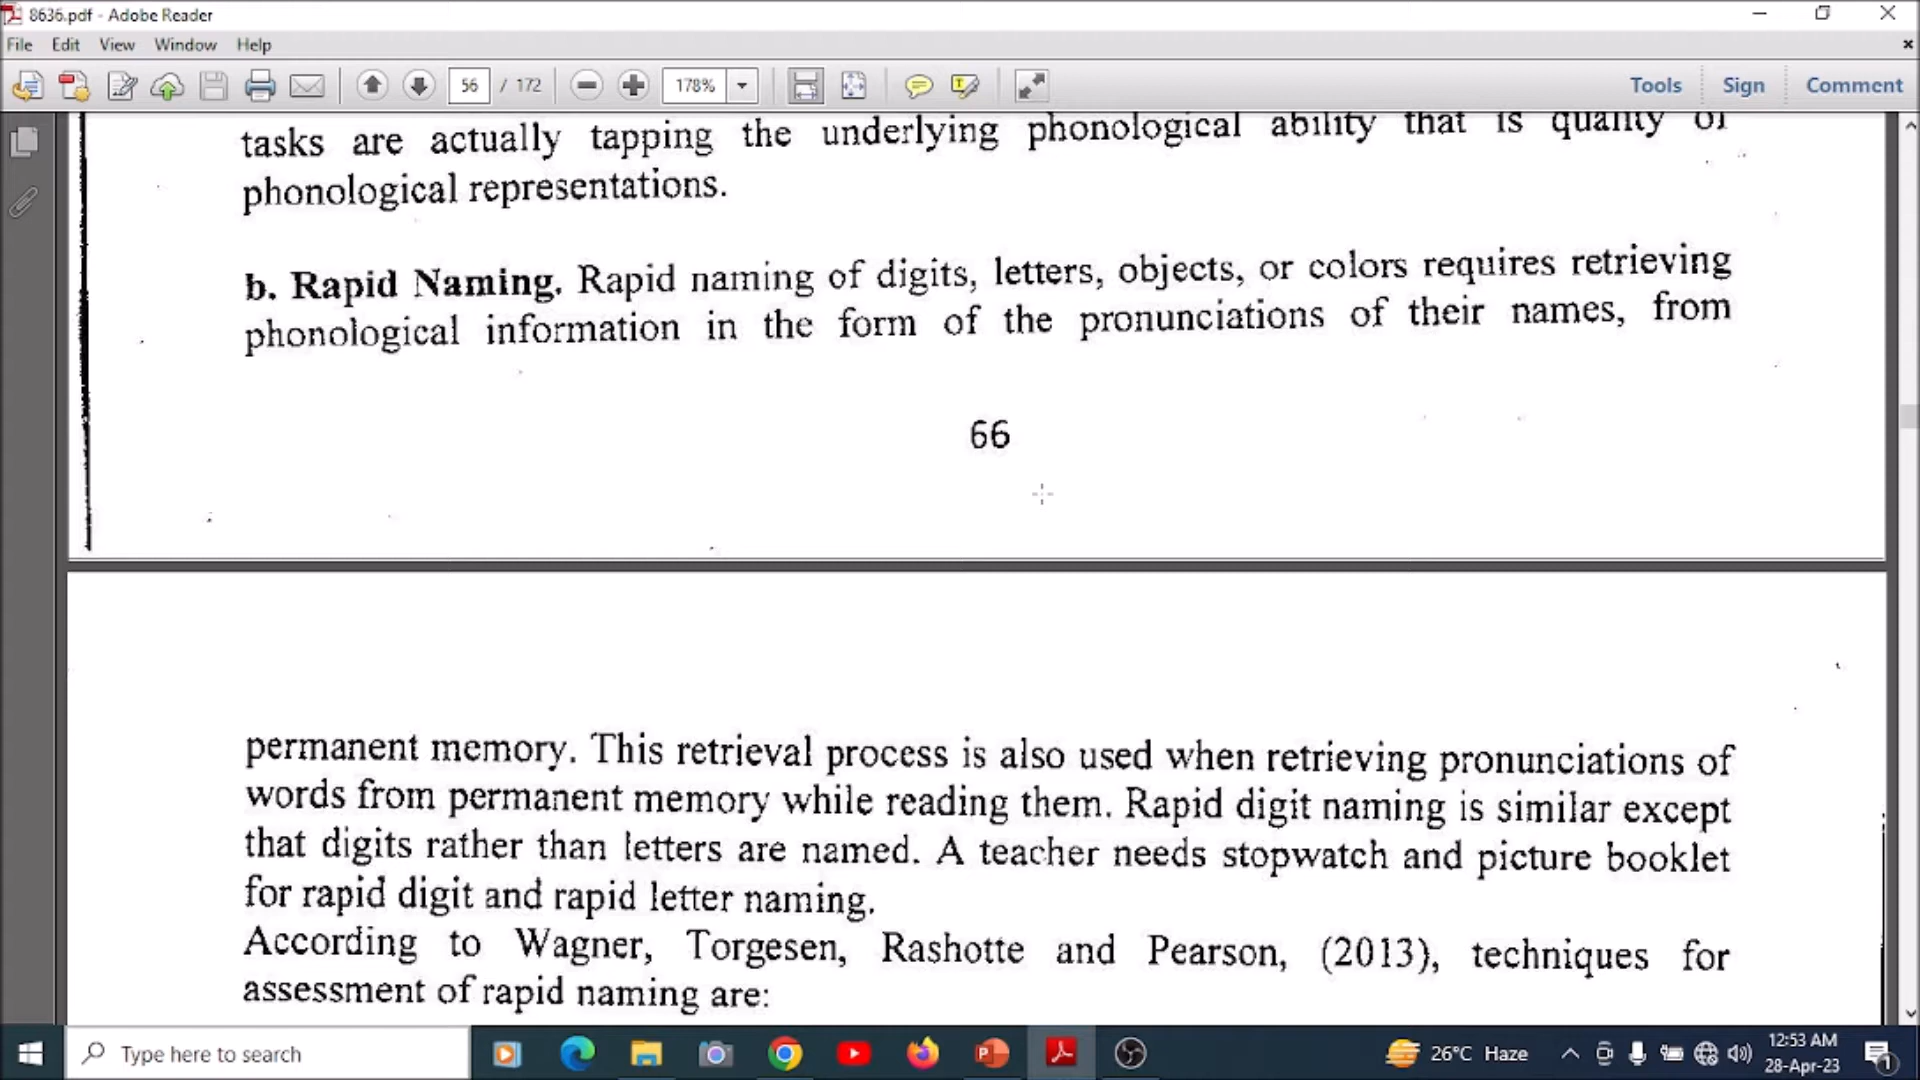 8636.pdf - Adobe Reader
File Edit View Window Help
56 / 172 178% Tools Sign Comment
tasks are actually tapping the underlying phonological ability that is quality of
phonological representations.
b. Rapid Naming. Rapid naming of digits, letters, objects, or colors requires retrieving
phonological information in the form of the pronunciations of their names, from
66
permanent memory. This retrieval process is also used when retrieving pronunciations of
words from permanent memory while reading them. Rapid digit naming is similar except
that digits rather than letters are named. A teacher needs stopwatch and picture booklet
for rapid digit and rapid letter naming.
According to Wagner, Torgesen, Rashotte and Pearson, (2013), techniques for
assessment of rapid naming are:
Type here to search
26°C Haze
12:53 AM
28-Apr-23
1